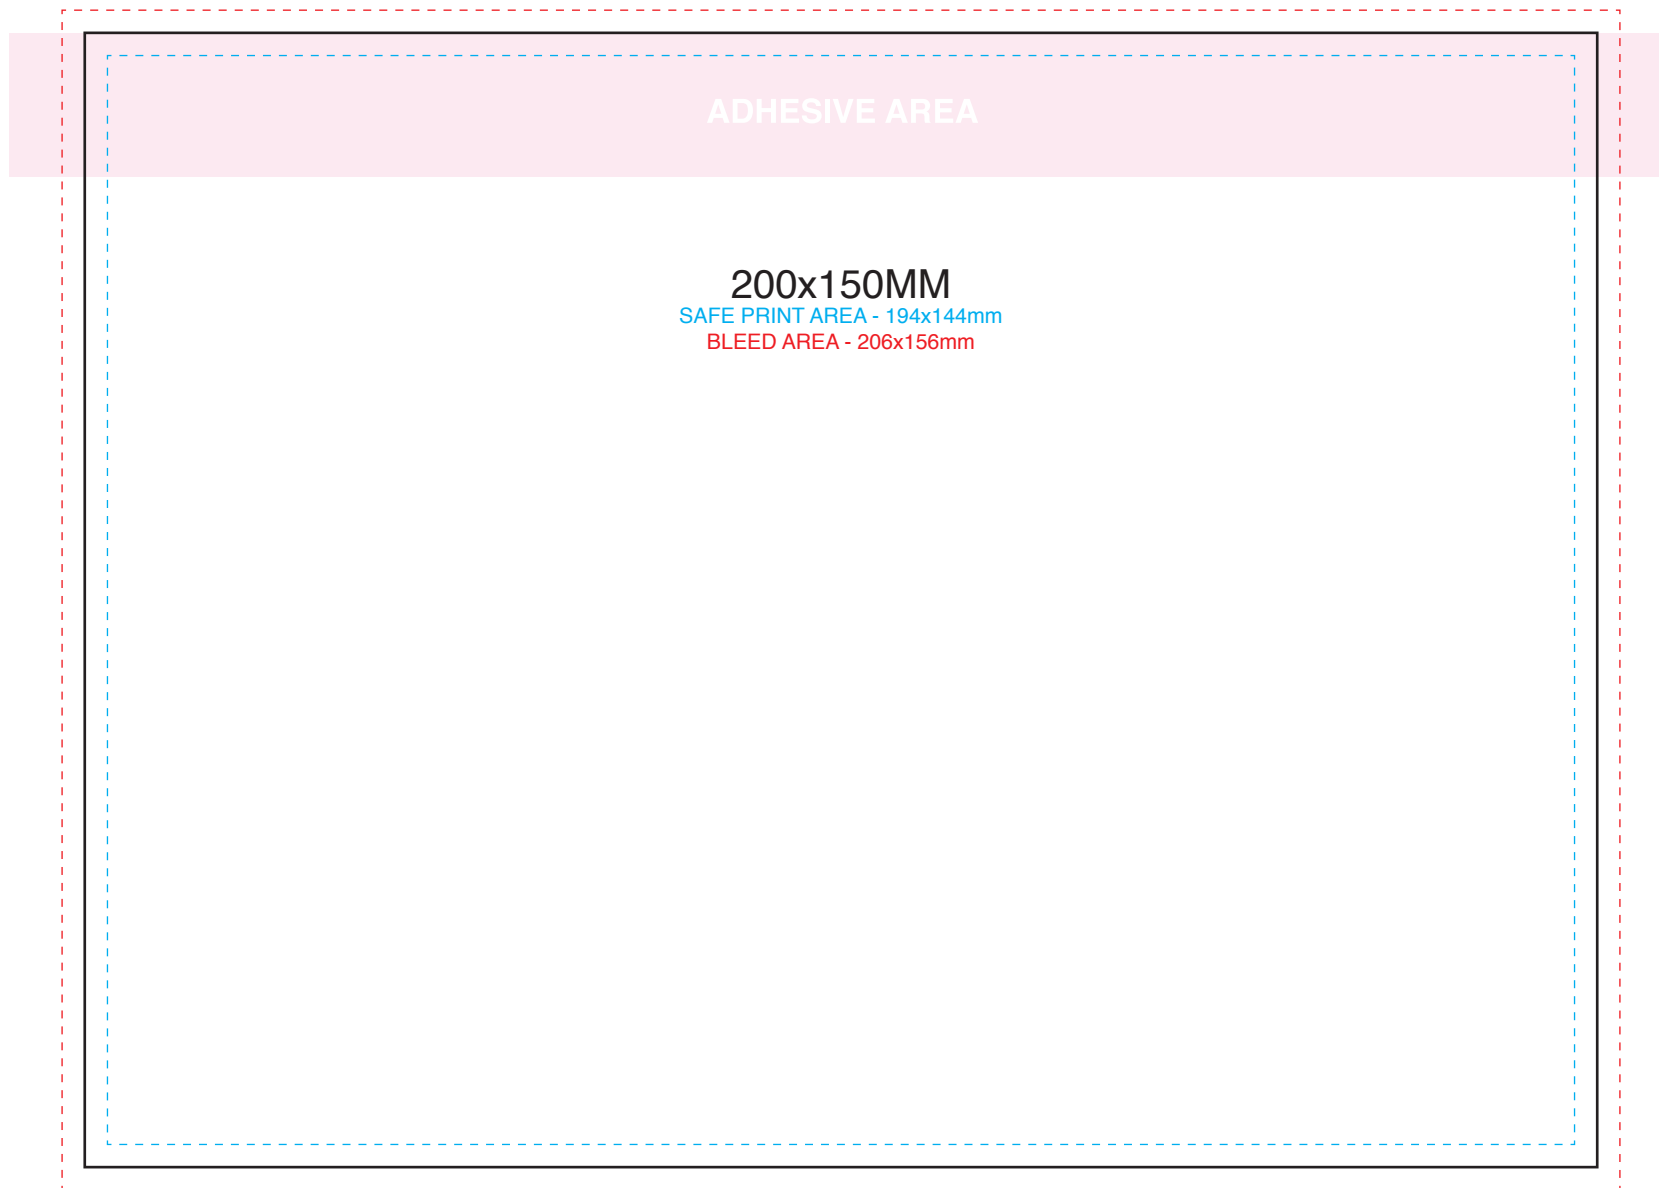 ADHESIVE AREA
200x150MM
SAFE PRINT AREA - 194x144mm
BLEED AREA - 206x156mm